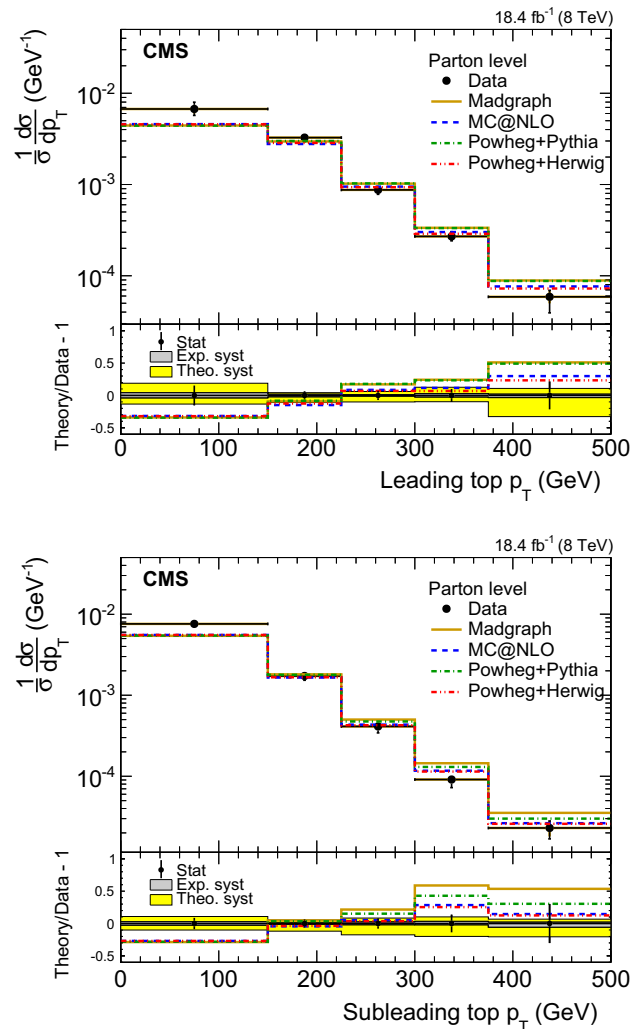 18.4 fb⁻¹ (8 TeV)
CMS
Parton level
Data
Madgraph
MC@NLO
Powheg+Pythia
Powheg+Herwig
1/σ dσ/dp_T (GeV⁻¹)
10⁻²
10⁻³
10⁻⁴
Theory/Data - 1
1
0.5
0
-0.5
Stat
Exp. syst
Theo. syst
0 100 200 300 400 500
Leading top p_T (GeV)
18.4 fb⁻¹ (8 TeV)
CMS
Parton level
Data
Madgraph
MC@NLO
Powheg+Pythia
Powheg+Herwig
1/σ dσ/dp_T (GeV⁻¹)
10⁻²
10⁻³
10⁻⁴
Theory/Data - 1
1
0.5
0
-0.5
Stat
Exp. syst
Theo. syst
0 100 200 300 400 500
Subleading top p_T (GeV)